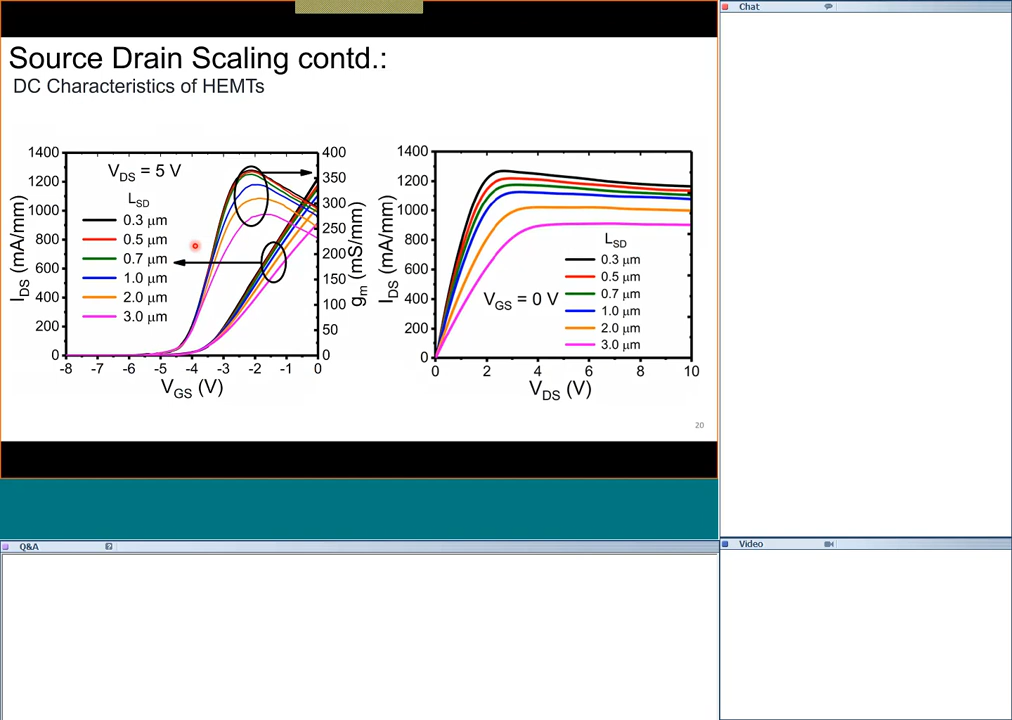 Source Drain Scaling contd.:
DC Characteristics of HEMTs
1400
1200
1000
800
600
400
200
0
I_DS (mA/mm)
V_DS = 5 V
L_SD
0.3 μm
0.5 μm
0.7 μm
1.0 μm
2.0 μm
3.0 μm
400
350
300
250
200
150
100
50
0
g_m (mS/mm)
-8 -7 -6 -5 -4 -3 -2 -1 0
V_GS (V)
1400
1200
1000
800
600
400
200
0
I_DS (mA/mm)
V_GS = 0 V
L_SD
0.3 μm
0.5 μm
0.7 μm
1.0 μm
2.0 μm
3.0 μm
0 2 4 6 8 10
V_DS (V)
20
Chat
Q&A
Video